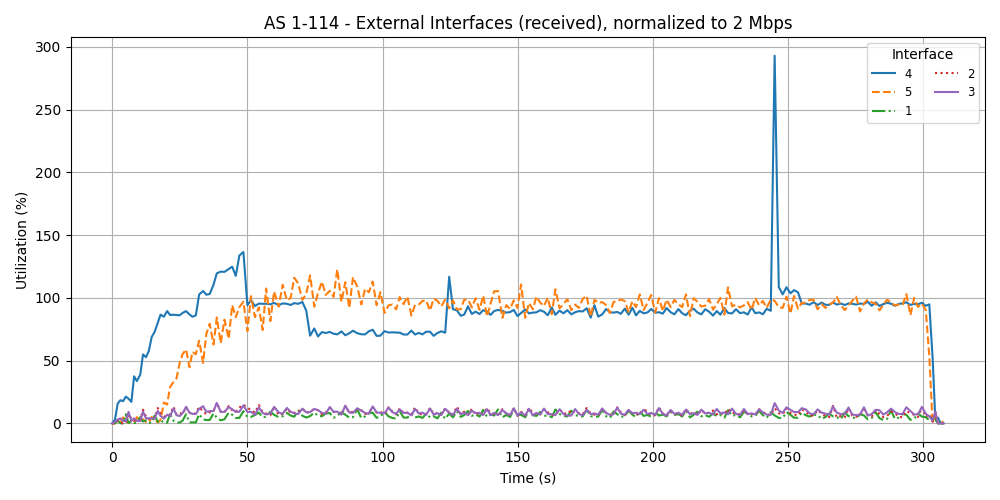 AS 1-114 - External Interfaces (received), normalized to 2 Mbps
Utilization (%)
300
250
200
150
100
50
0
0 50 100 150 200 250 300
Time (s)
Interface
4 2
5 3
1